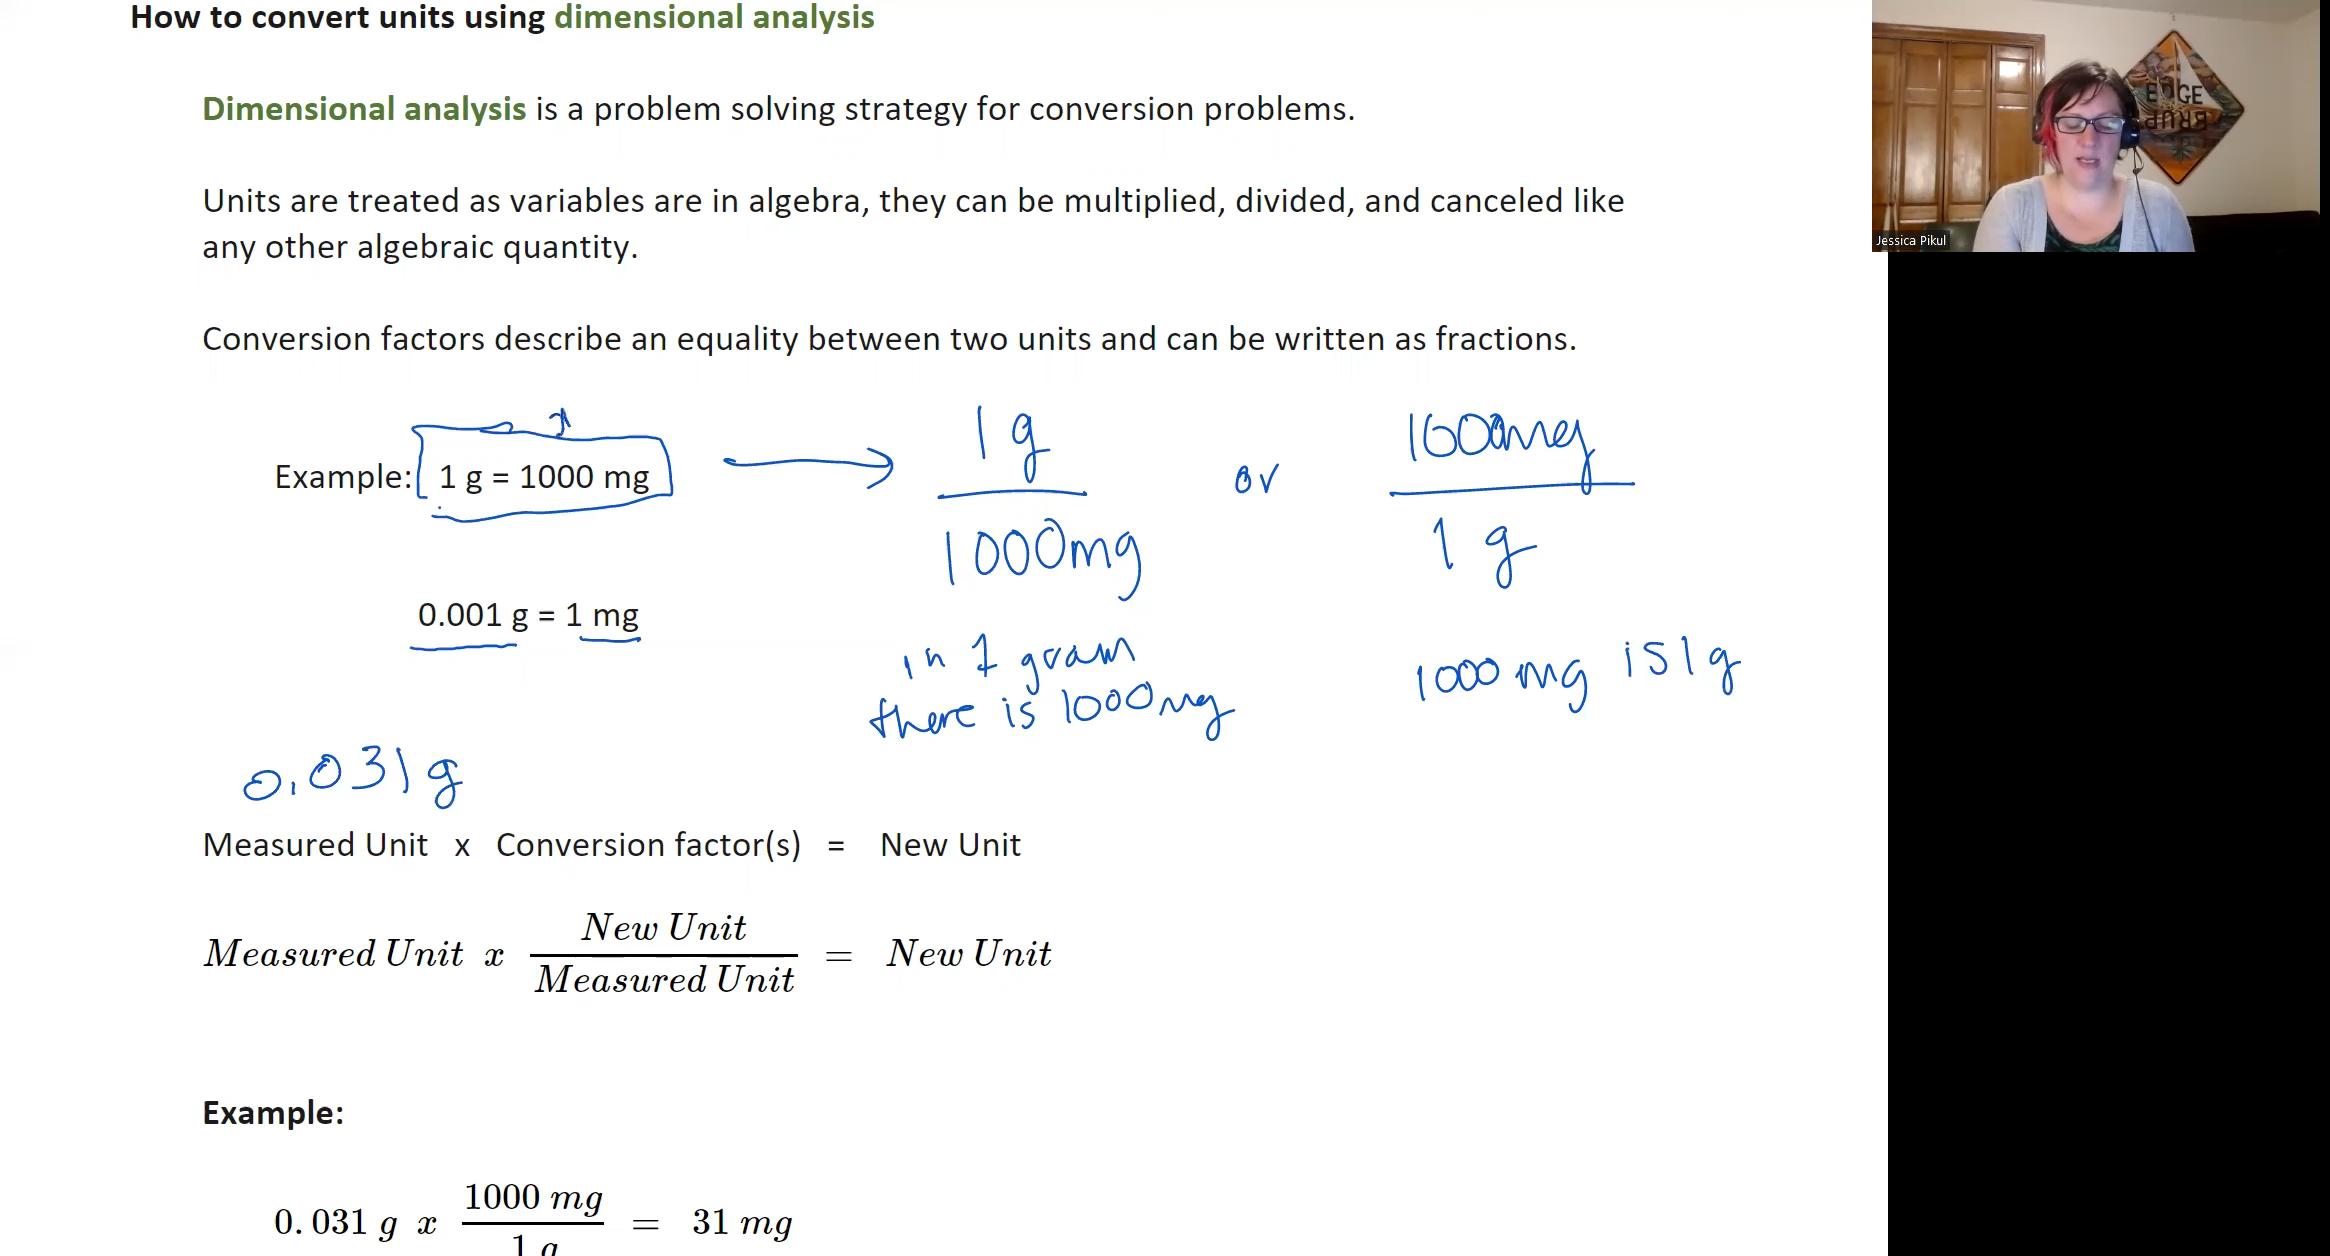 How to convert units using dimensional analysis
Dimensional analysis is a problem solving strategy for conversion problems.
Units are treated as variables are in algebra, they can be multiplied, divided, and canceled like
any other algebraic quantity.
Conversion factors describe an equality between two units and can be written as fractions.
Example: 1 g = 1000 mg
1 g
1000mg
or
1000mg
1 g
0.001 g = 1 mg
in 1 gram
there is 1000mg
1000 mg is 1 g
0.031 g
Measured Unit x Conversion factor(s) = New Unit
Measured Unit x New Unit / Measured Unit = New Unit
Example:
0.031 g x 1000 mg / 1 g = 31 mg
EDGE
Jessica Pikul